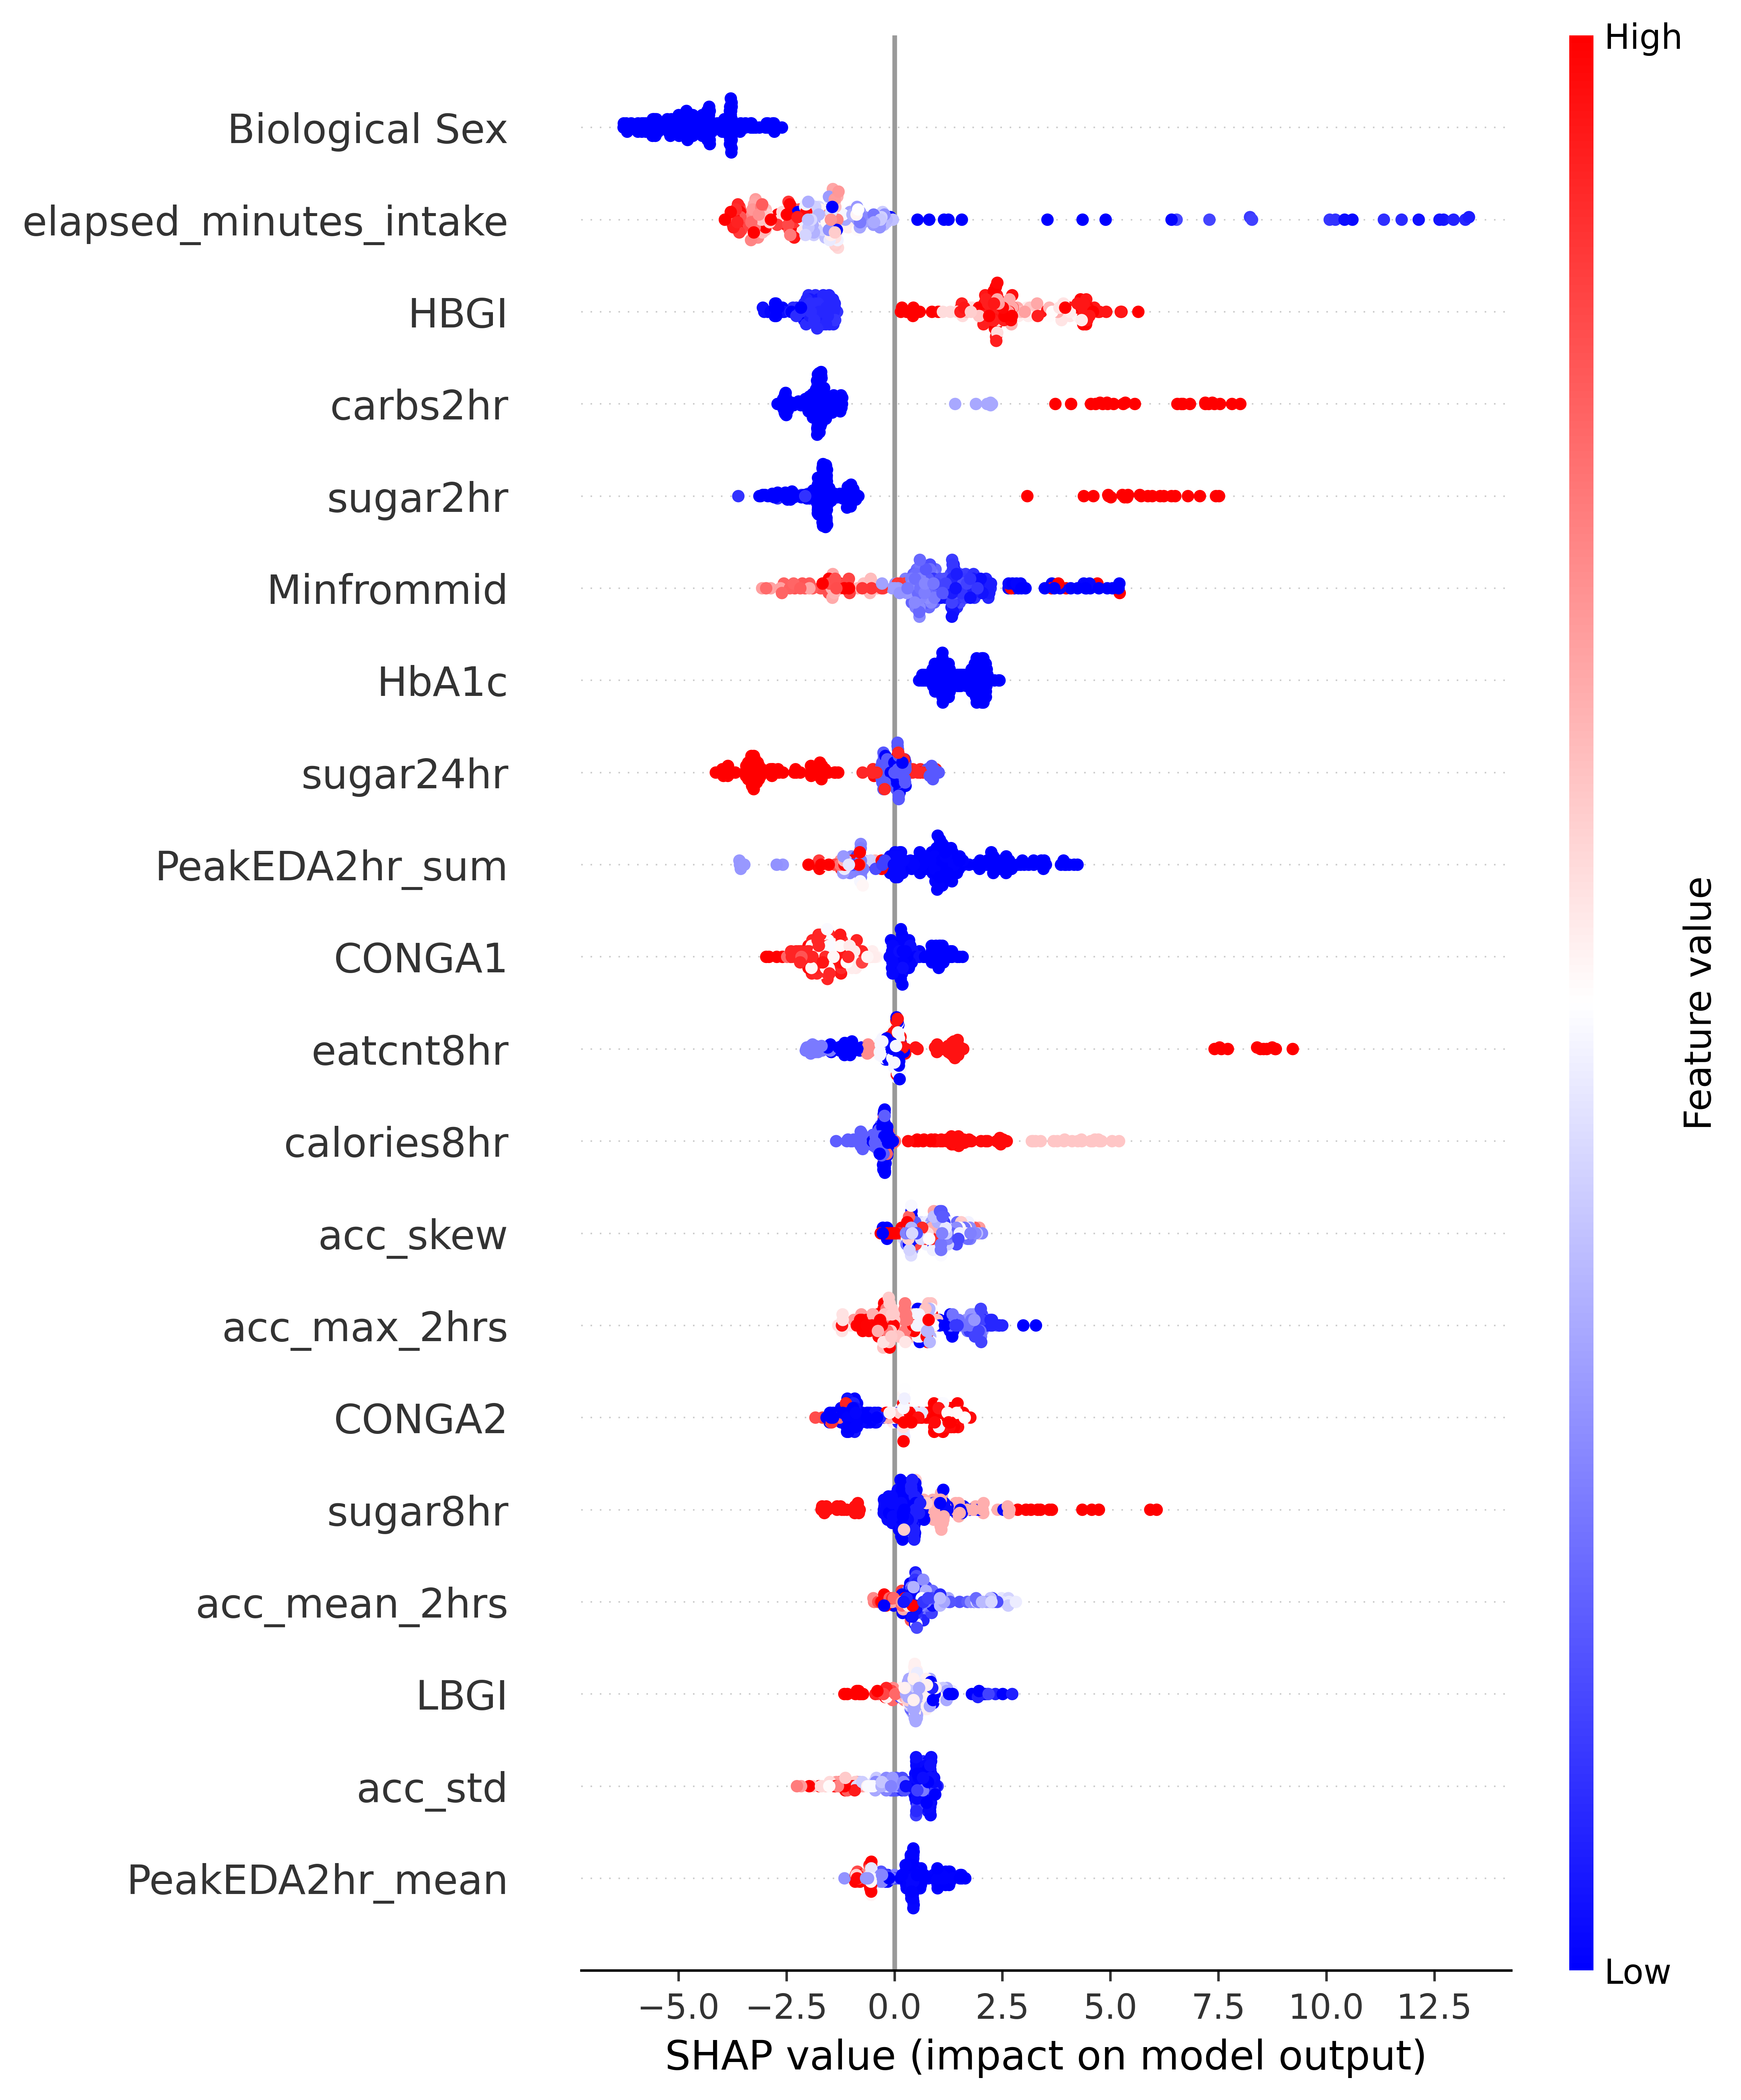 High
Biological Sex
elapsed_minutes_intake
HBGI
carbs2hr
sugar2hr
Minfrommid
HbA1c
sugar24hr
PeakEDA2hr_sum
CONGA1
eatcnt8hr
calories8hr
acc_skew
acc_max_2hrs
CONGA2
sugar8hr
acc_mean_2hrs
LBGI
acc_std
PeakEDA2hr_mean
Feature value
Low
−5.0 −2.5 0.0 2.5 5.0 7.5 10.0 12.5
SHAP value (impact on model output)